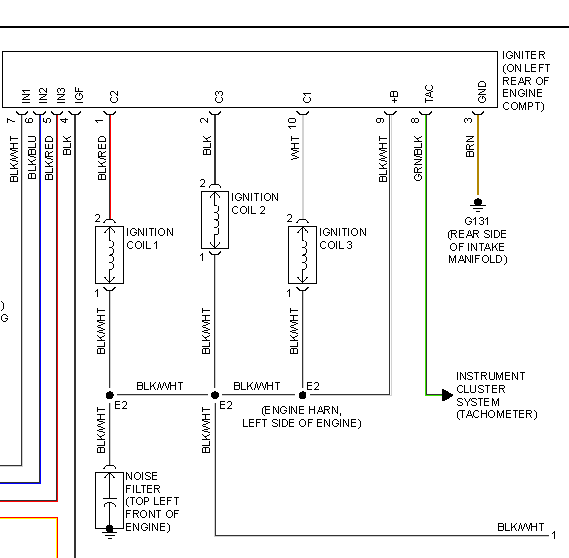 IGNITER
(ON LEFT
REAR OF
ENGINE
COMPT)
IN1
IN2
IN3
IGF
C2
C3
C1
+B
TAC
GND
7
6
5
4
1
2
10
9
8
3
BLK/WHT
BLK/BLU
BLK/RED
BLK
BLK/RED
BLK
WHT
BLK/WHT
GRN/BLK
BRN
G131
(REAR SIDE
OF INTAKE
MANIFOLD)
2
IGNITION
COIL 1
1
2
IGNITION
COIL 2
1
2
IGNITION
COIL 3
1
)
G
BLK/WHT
BLK/WHT
BLK/WHT
BLK/WHT
BLK/WHT
E2
E2
E2
(ENGINE HARN,
LEFT SIDE OF ENGINE)
INSTRUMENT
CLUSTER
SYSTEM
(TACHOMETER)
BLK/WHT
BLK/WHT
NOISE
FILTER
(TOP LEFT
FRONT OF
ENGINE)
BLK/WHT
1